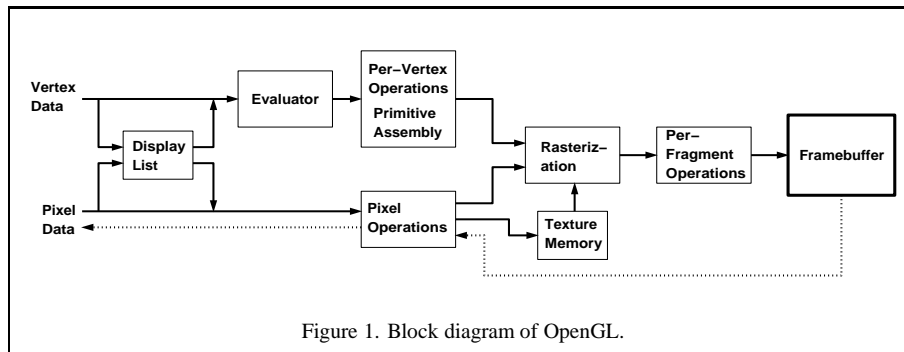 Vertex
Data
Evaluator
Per–Vertex
Operations
Primitive
Assembly
Display
List
Rasteriz–
ation
Per–
Fragment
Operations
Framebuffer
Pixel
Data
Pixel
Operations
Texture
Memory
Figure 1. Block diagram of OpenGL.